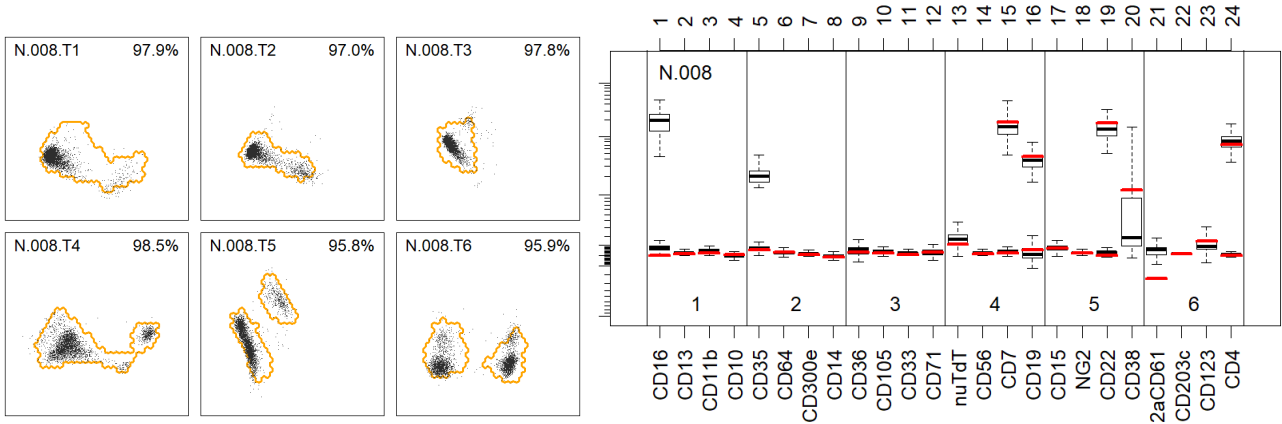 N.008.T1 97.9%
N.008.T2 97.0%
N.008.T3 97.8%
N.008.T4 98.5%
N.008.T5 95.8%
N.008.T6 95.9%
1 2 3 4 5 6 7 8 9 10 11 12 13 14 15 16 17 18 19 20 21 22 23 24
N.008
1 2 3 4 5 6
CD16
CD13
CD11b
CD10
CD35
CD64
CD300e
CD14
CD36
CD105
CD33
CD71
nuTdT
CD56
CD7
CD19
CD15
NG2
CD22
CD38
2aCD61
CD203c
CD123
CD4